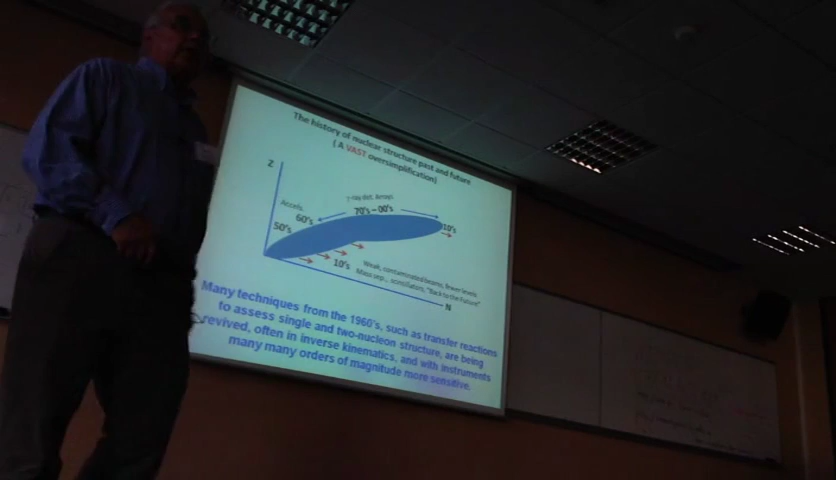 The history of nuclear structure past and future
( A VAST oversimplification)
Z
γ-ray det. Arrays
Accels.
70's – 00's
60's
10's
50's
10's
Weak, contaminated beams, fewer levels
Mass sep., scintillators, "Back to the Future"
N
Many techniques from the 1960's, such as transfer reactions
to assess single and two-nucleon structure, are being
revived, often in inverse kinematics, and with instruments
many many orders of magnitude more sensitive.